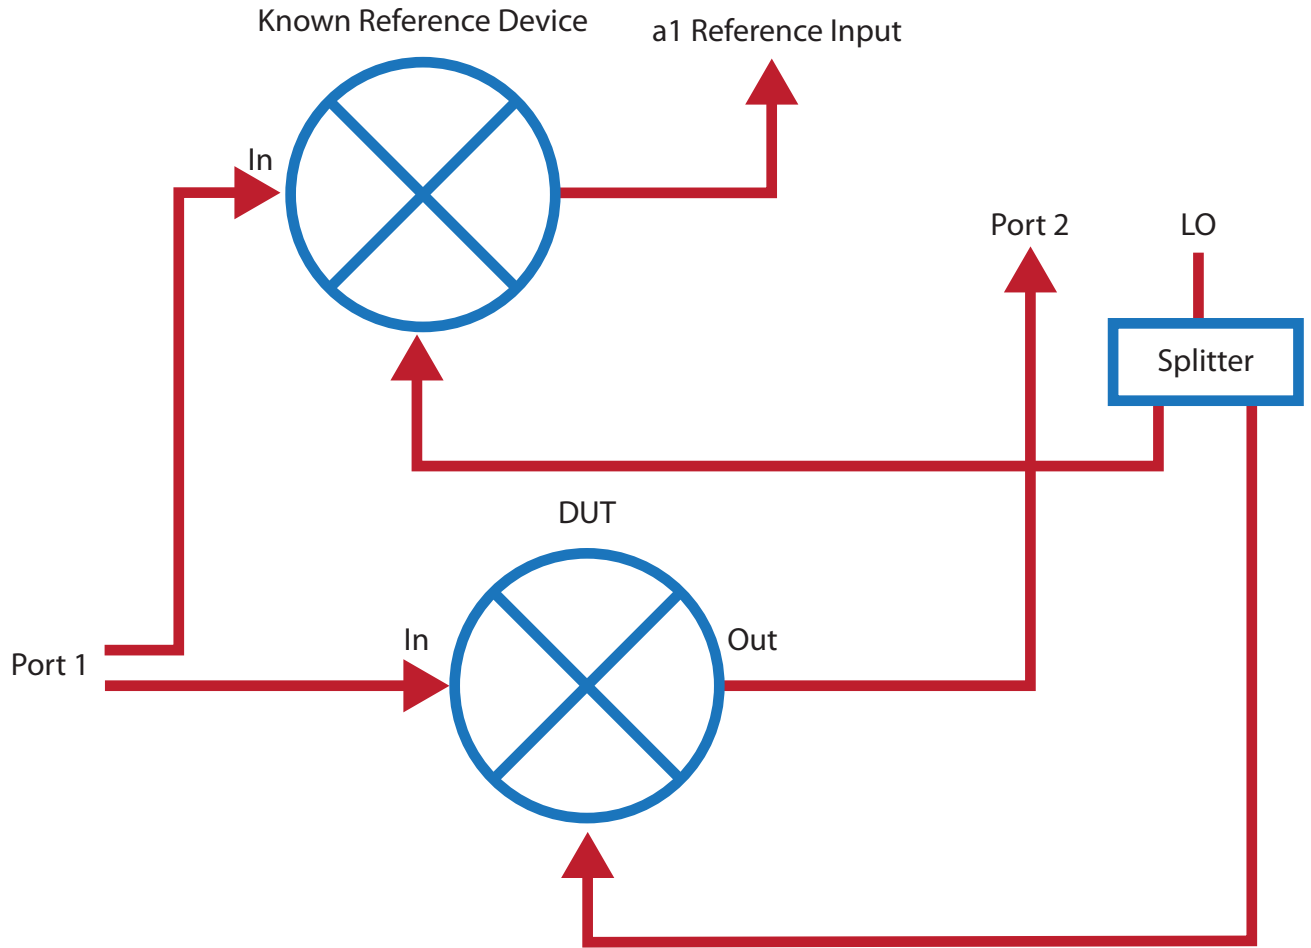 Known Reference Device
a1 Reference Input
In
Port 2
LO
Splitter
DUT
In
Out
Port 1